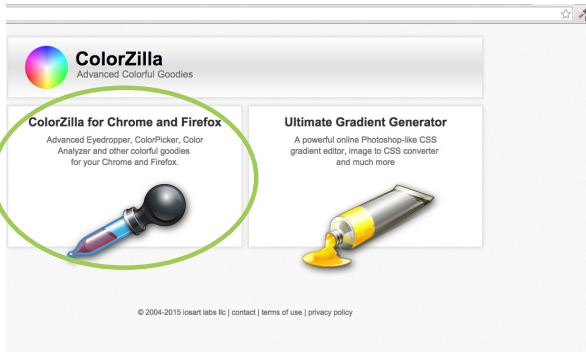 ColorZilla
Advanced Colorful Goodies
ColorZilla for Chrome and Firefox
Advanced Eyedropper, ColorPicker, Color
Analyzer and other colorful goodies
for your Chrome and Firefox.
Ultimate Gradient Generator
A powerful online Photoshop-like CSS
gradient editor, image to CSS converter
and much more
© 2004-2015 iosart labs llc | contact | terms of use | privacy policy